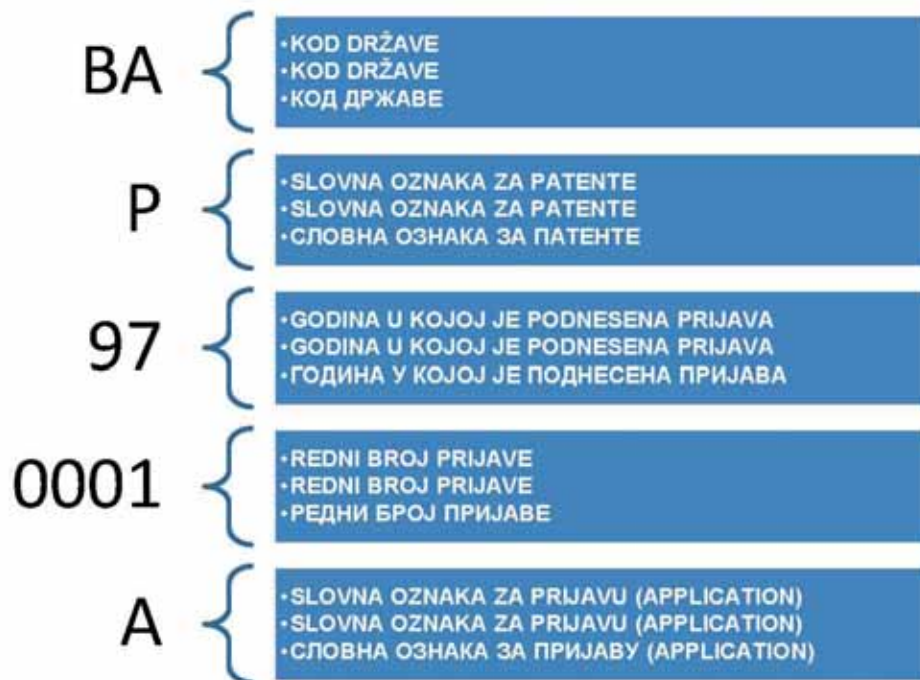 BA
•KOD DRŽAVE
•KOD DRŽAVE
•КОД ДРЖАВЕ
P
•SLOVNA OZNAKA ZA PATENTE
•SLOVNA OZNAKA ZA PATENTE
•СЛОВНА ОЗНАКА ЗА ПАТЕНТЕ
97
•GODINA U KOJOJ JE PODNESENA PRIJAVA
•GODINA U KOJOJ JE PODNESENA PRIJAVA
•ГОДИНА У КОЈОЈ ЈЕ ПОДНЕСЕНА ПРИЈАВА
0001
•REDNI BROJ PRIJAVE
•REDNI BROJ PRIJAVE
•РЕДНИ БРОЈ ПРИЈАВЕ
A
•SLOVNA OZNAKA ZA PRIJAVU (APPLICATION)
•SLOVNA OZNAKA ZA PRIJAVU (APPLICATION)
•СЛОВНА ОЗНАКА ЗА ПРИЈАВУ (APPLICATION)